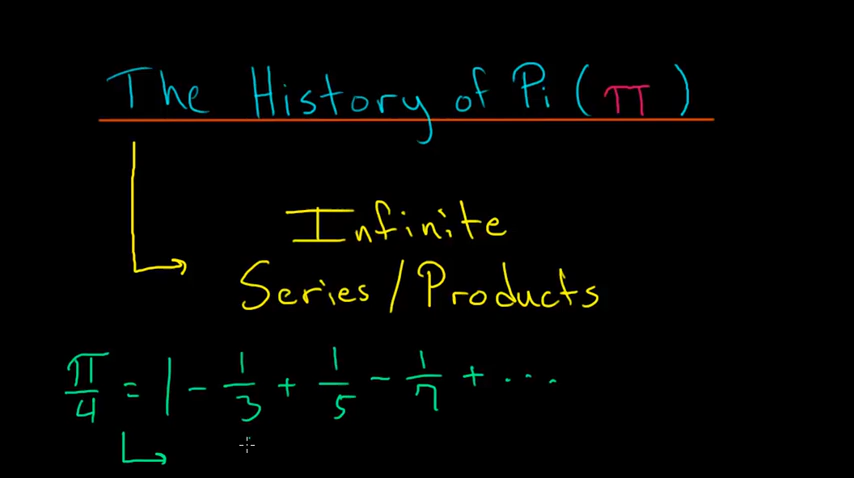 The History of Pi (π)
Infinite
Series/Products
π/4 = 1 - 1/3 + 1/5 - 1/7 + ...